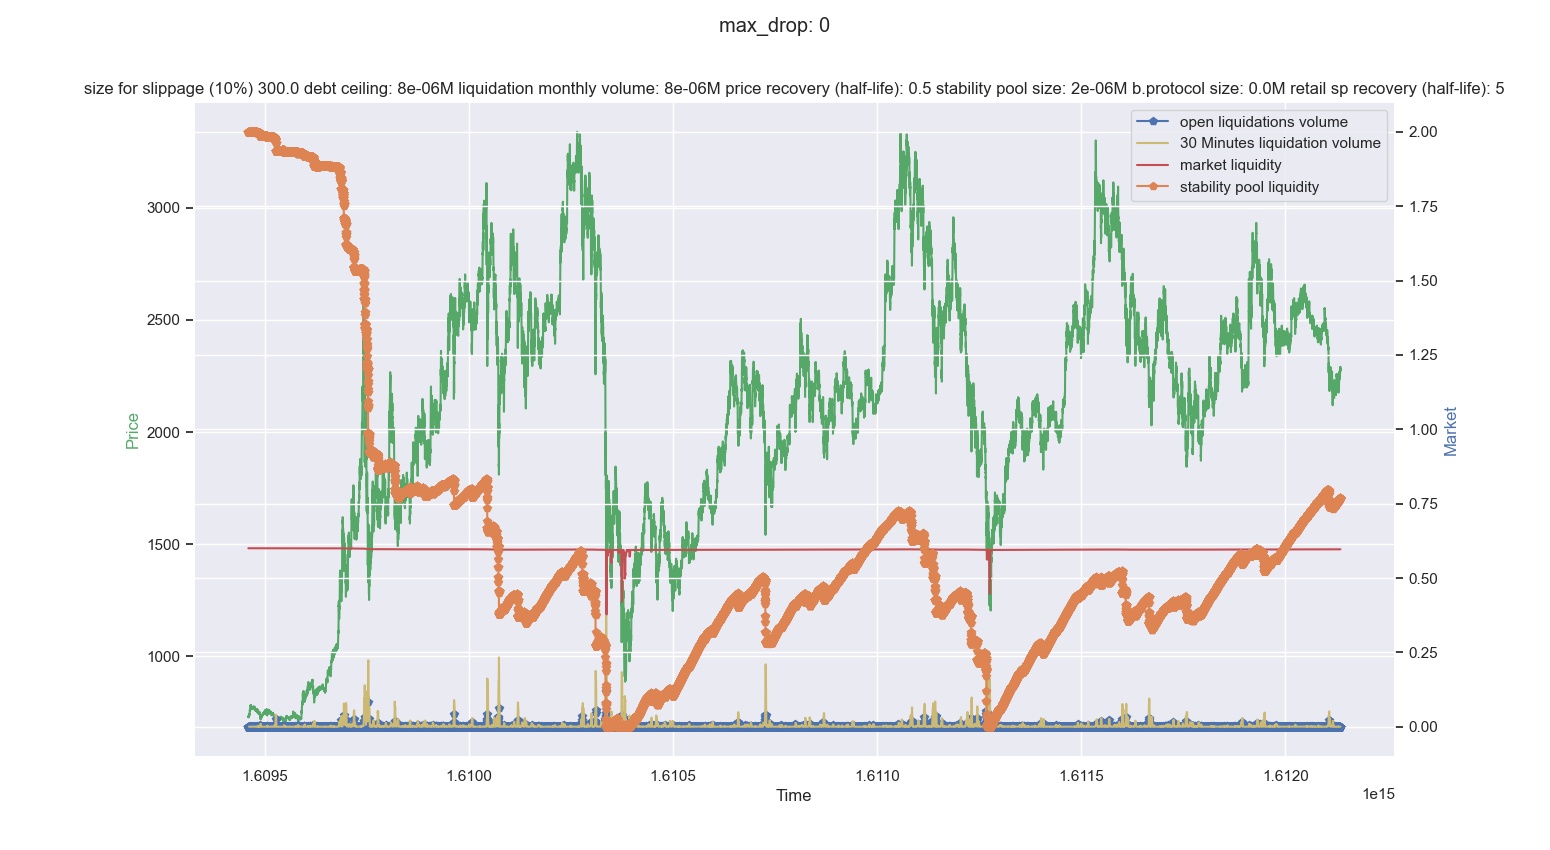 max_drop: 0
size for slippage (10%) 300.0 debt ceiling: 8e-06M liquidation monthly volume: 8e-06M price recovery (half-life): 0.5 stability pool size: 2e-06M b.protocol size: 0.0M retail sp recovery (half-life): 5
open liquidations volume
30 Minutes liquidation volume
market liquidity
stability pool liquidity
3000
2500
2000
1500
1000
Price
2.00
1.75
1.50
1.25
1.00
0.75
0.50
0.25
0.00
Market
1.6095
1.6100
1.6105
1.6110
1.6115
1.6120
1e15
Time